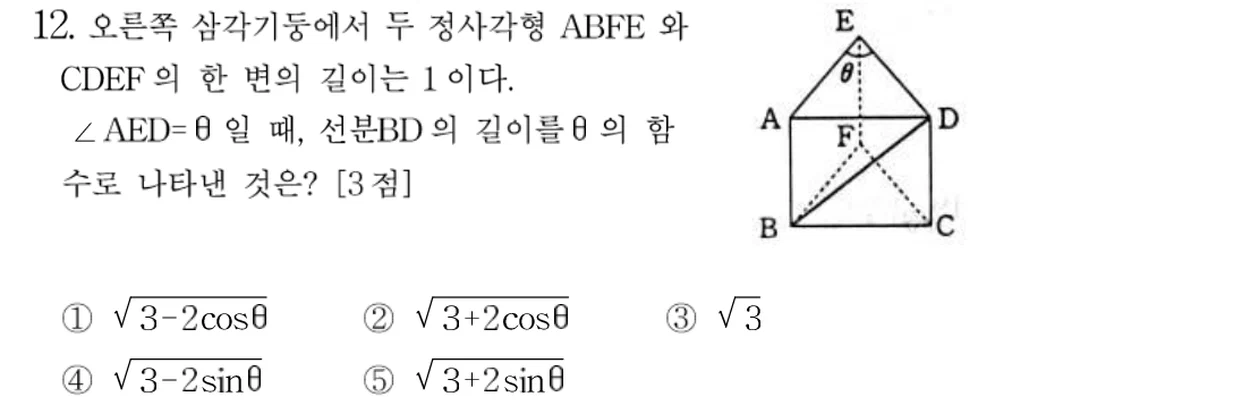 12. 오른쪽 삼각기둥에서 두 정사각형 ABFE 와
CDEF 의 한 변의 길이는 1 이다.
∠ AED= θ 일 때, 선분BD 의 길이를 θ 의 함
수로 나타낸 것은? [3 점]
E
θ
A
D
F
B
C
① √3-2cosθ ② √3+2cosθ ③ √3
④ √3-2sinθ ⑤ √3+2sinθ